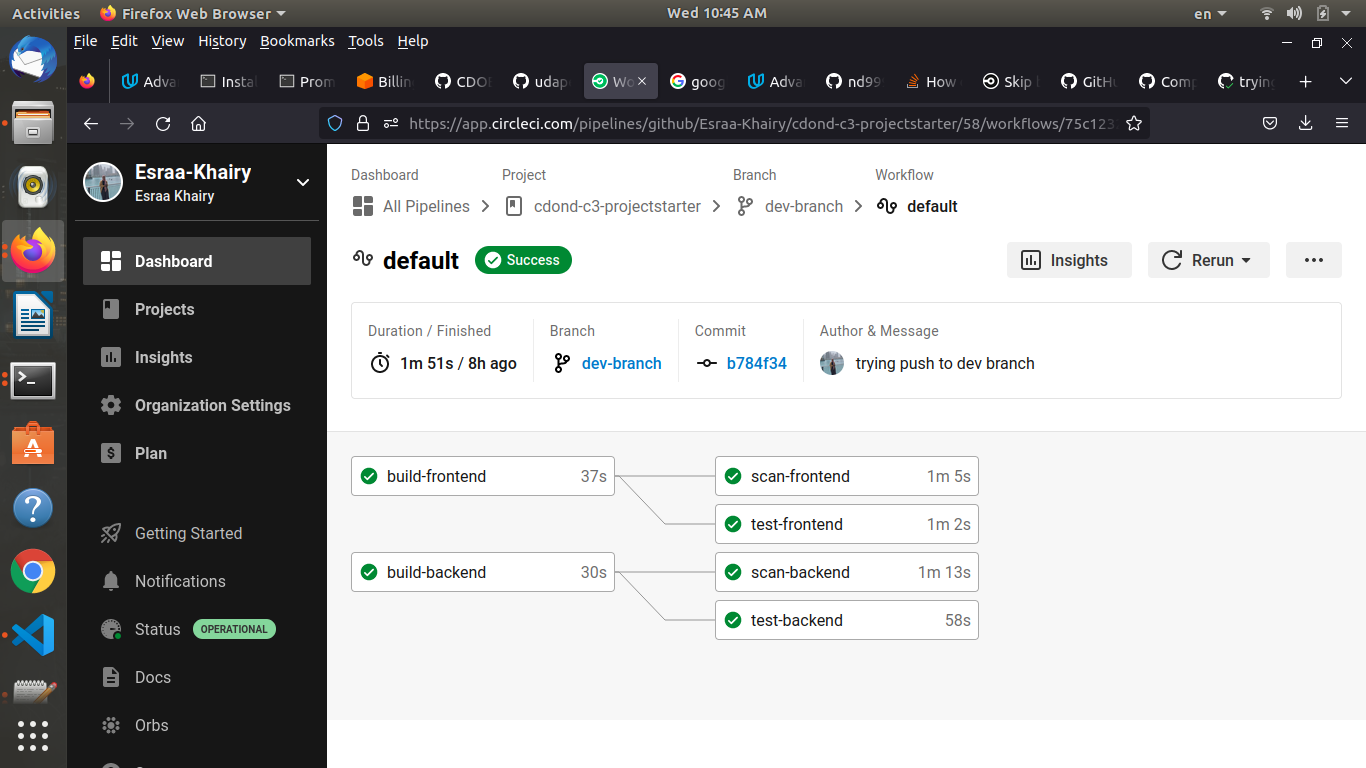 Activities Firefox Web Browser Wed 10:45 AM en
File Edit View History Bookmarks Tools Help
Adva Instal Prom Billin CDO udap Wo goog Adva nd99 How Skip GitHu Comp trying
https://app.circleci.com/pipelines/github/Esraa-Khairy/cdond-c3-projectstarter/58/workflows/75c123
Esraa-Khairy
Esraa Khairy
Dashboard
Projects
Insights
Organization Settings
Plan
Getting Started
Notifications
Status OPERATIONAL
Docs
Orbs
Dashboard Project Branch Workflow
All Pipelines cdond-c3-projectstarter dev-branch default
default Success Insights Rerun
Duration / Finished Branch Commit Author & Message
1m 51s / 8h ago dev-branch b784f34 trying push to dev branch
build-frontend 37s scan-frontend 1m 5s
test-frontend 1m 2s
build-backend 30s scan-backend 1m 13s
test-backend 58s